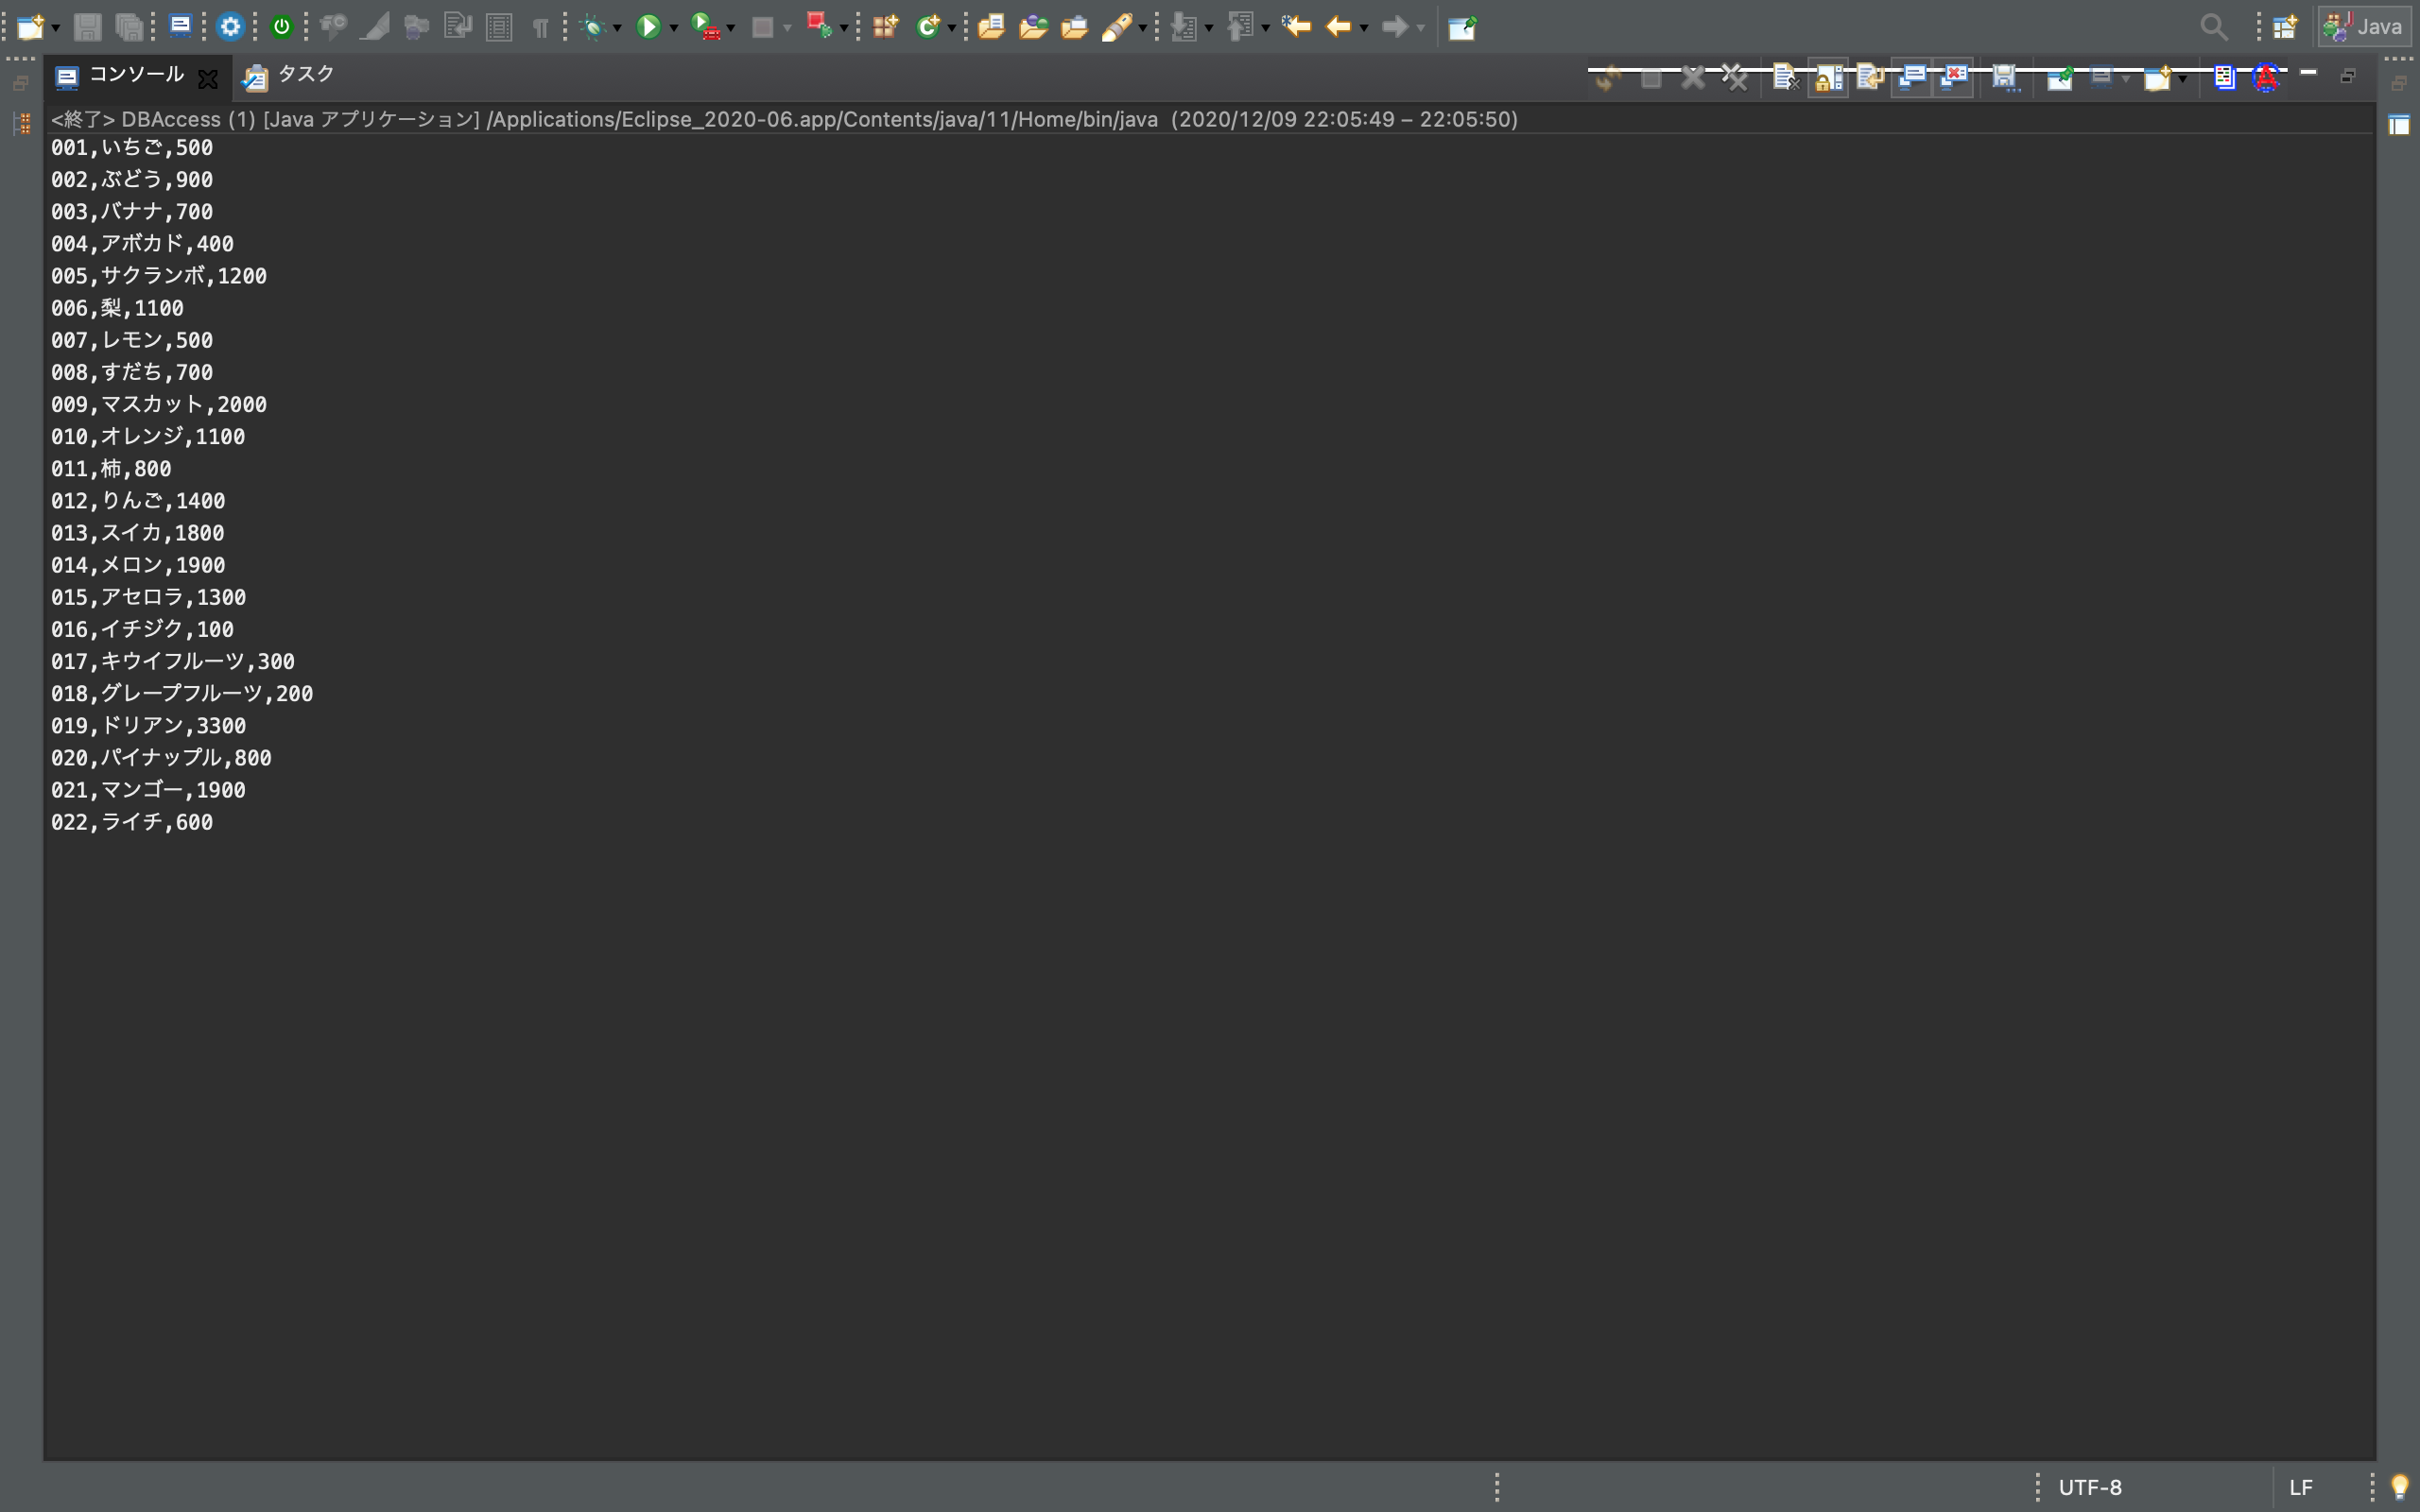 Java
コンソール タスク
<終了> DBAccess (1) [Java アプリケーション] /Applications/Eclipse_2020-06.app/Contents/java/11/Home/bin/java  (2020/12/09 22:05:49 – 22:05:50)
001,いちご,500
002,ぶどう,900
003,バナナ,700
004,アボカド,400
005,サクランボ,1200
006,梨,1100
007,レモン,500
008,すだち,700
009,マスカット,2000
010,オレンジ,1100
011,柿,800
012,りんご,1400
013,スイカ,1800
014,メロン,1900
015,アセロラ,1300
016,イチジク,100
017,キウイフルーツ,300
018,グレープフルーツ,200
019,ドリアン,3300
020,パイナップル,800
021,マンゴー,1900
022,ライチ,600
UTF-8 LF